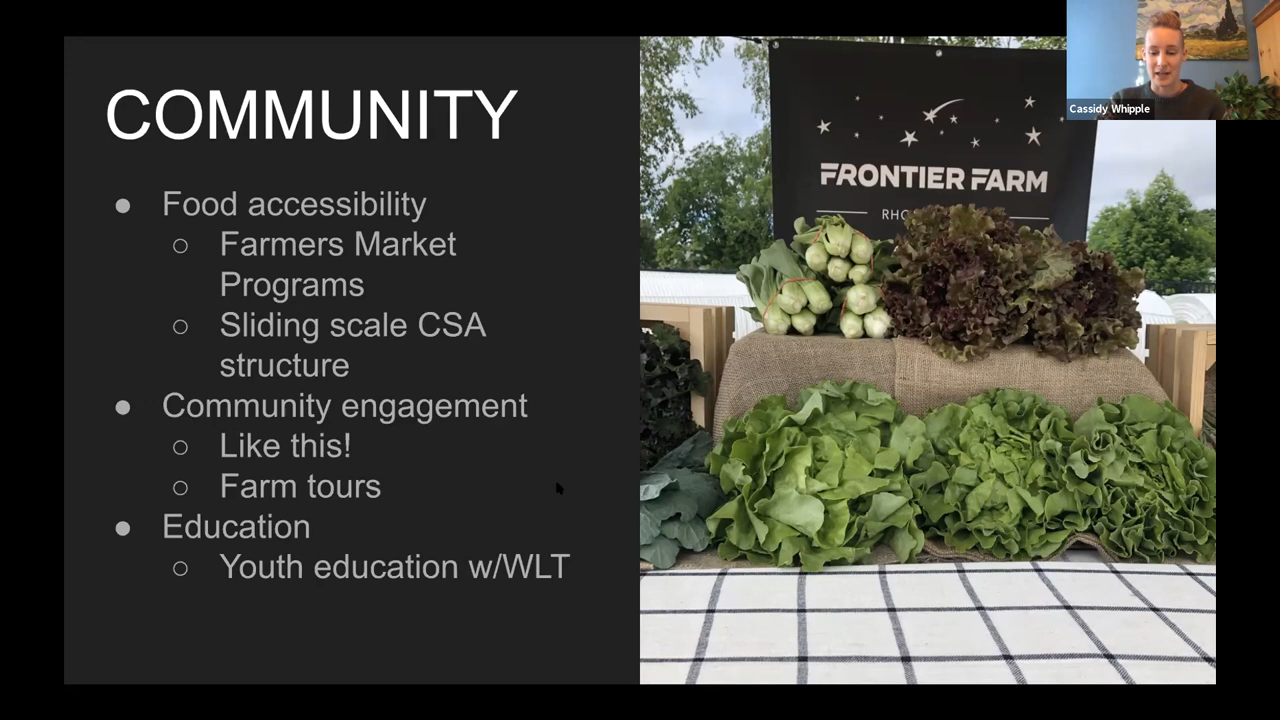 COMMUNITY
● Food accessibility
○ Farmers Market
Programs
○ Sliding scale CSA
structure
● Community engagement
○ Like this!
○ Farm tours
● Education
○ Youth education w/WLT
FRONTIER FARM
Cassidy Whipple